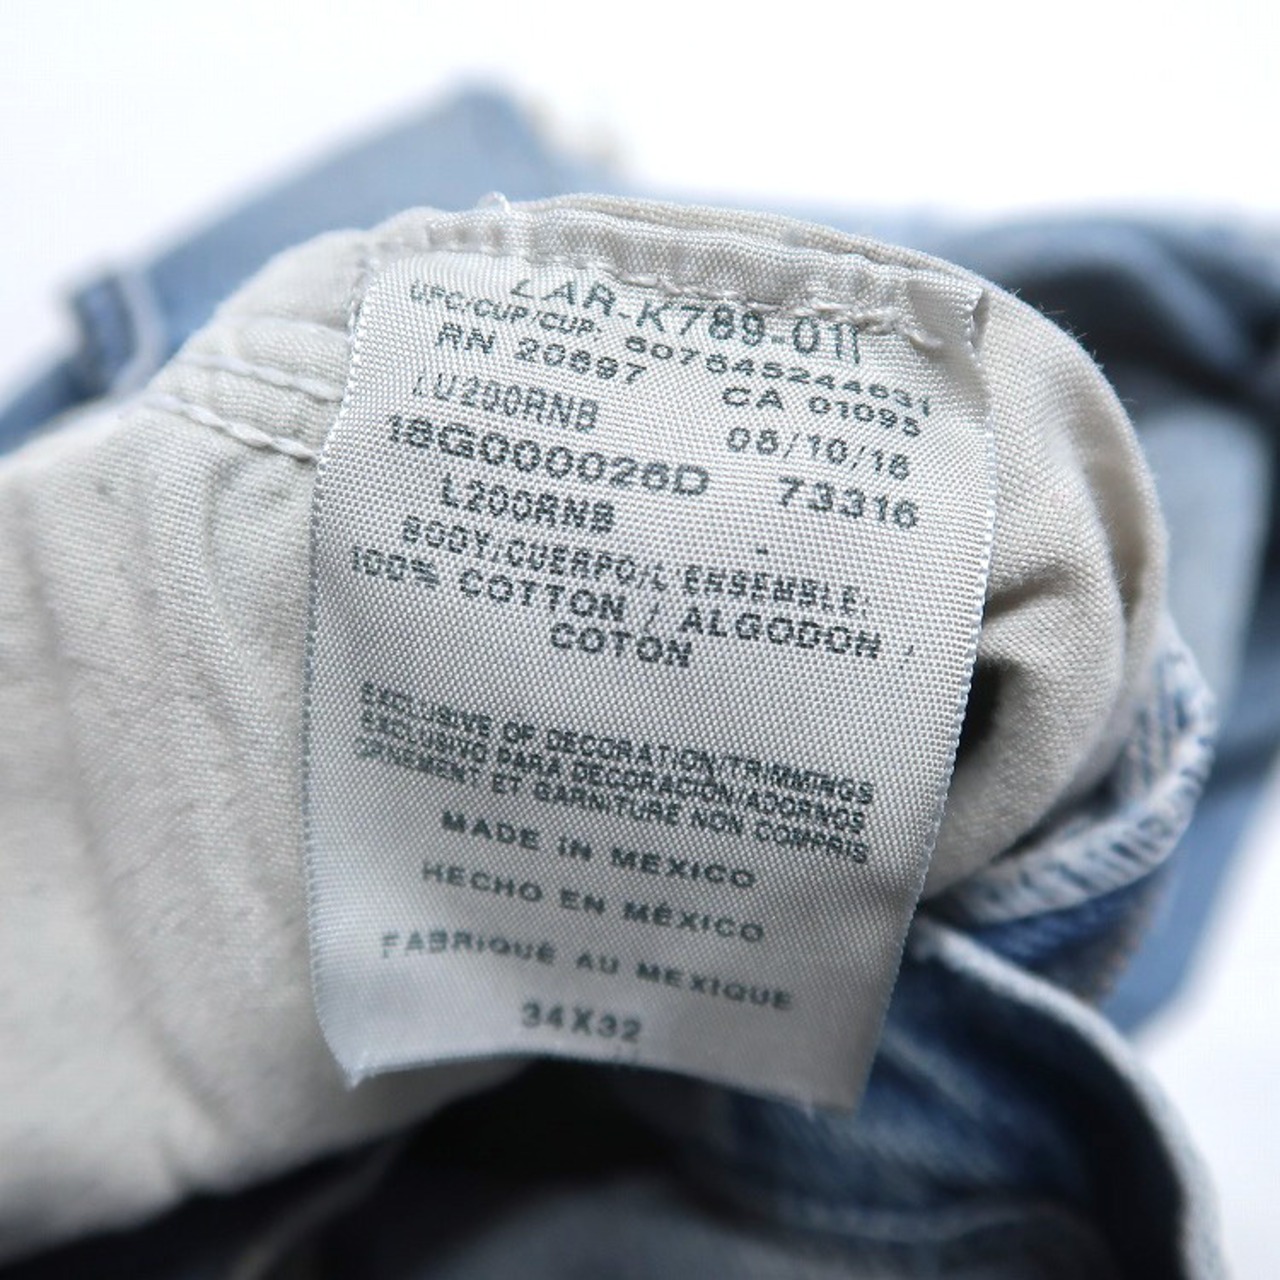 LAR-K789-011
UPC/CUP/CUP: 607645244631
RN 20697 CA 01095
LU200RNB 08/10/16
18G000026D 73316
L200RNB
BODY/CUERPO/L'ENSEMBLE.
100% COTTON / ALGODON
COTON
EXCLUSIVE OF DECORATION/TRIMMINGS
EXCLUSIVO PARA DECORACIÓN/ADORNOS
ORNEMENT ET GARNITURE NON COMPRIS
MADE IN MEXICO
HECHO EN MÉXICO
FABRIQUÉ AU MEXIQUE
34X32